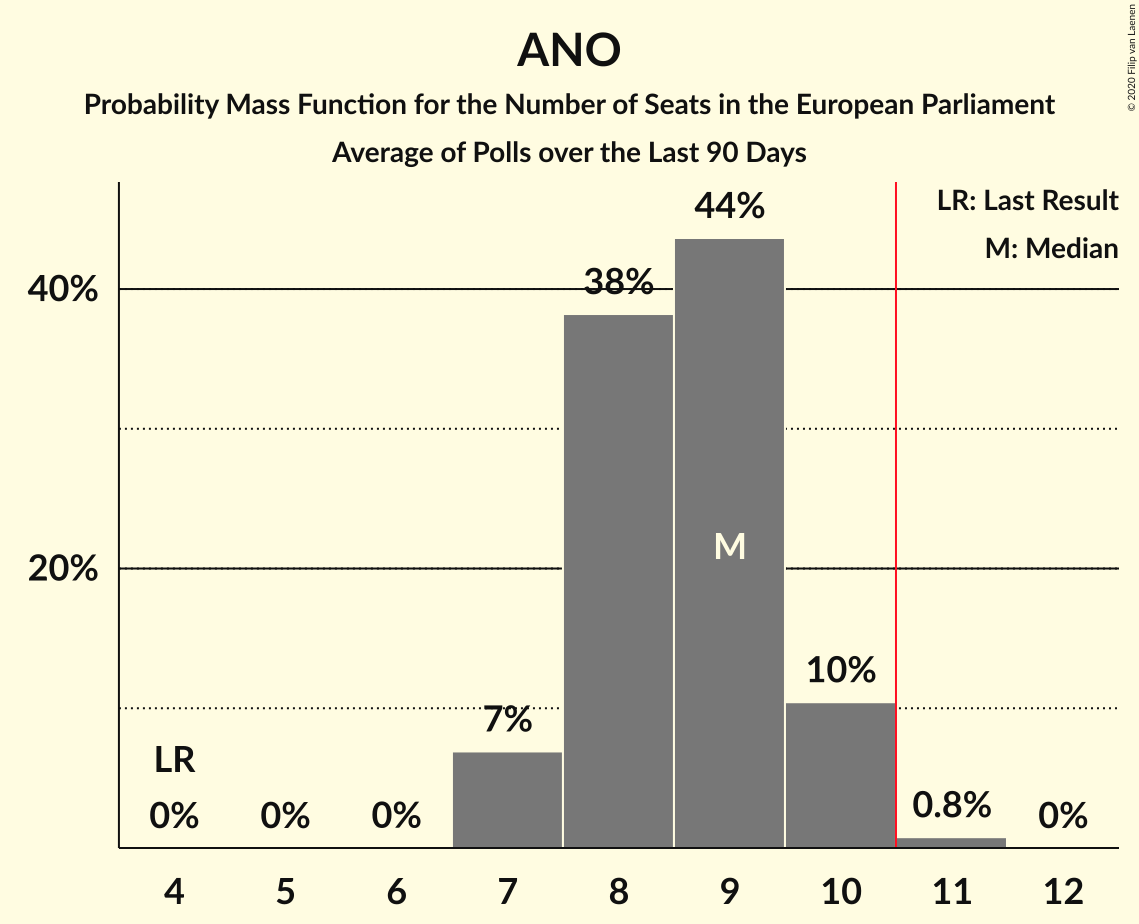 ANO
Probability Mass Function for the Number of Seats in the European Parliament
Average of Polls over the Last 90 Days
© 2020 Filip van Laenen
LR: Last Result
M: Median
44%
38%
40%
M
20%
10%
7%
LR
0% 0% 0% 0.8% 0%
4 5 6 7 8 9 10 11 12